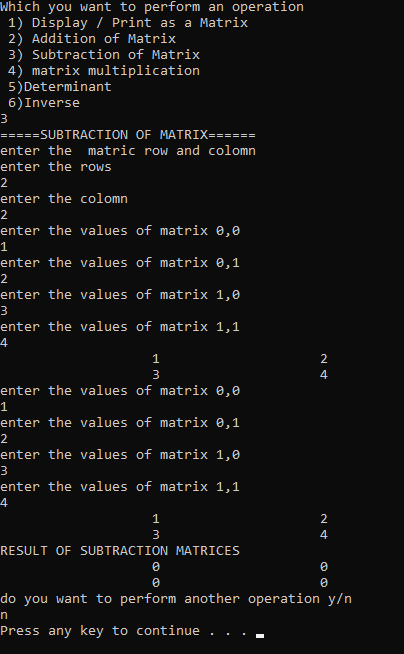 Which you want to perform an operation
1) Display / Print as a Matrix
2) Addition of Matrix
3) Subtraction of Matrix
4) matrix multiplication
5)Determinant
6)Inverse
3
=====SUBTRACTION OF MATRIX======
enter the  matric row and colomn
enter the rows
2
enter the colomn
2
enter the values of matrix 0,0
1
enter the values of matrix 0,1
2
enter the values of matrix 1,0
3
enter the values of matrix 1,1
4
1 2
3 4
enter the values of matrix 0,0
1
enter the values of matrix 0,1
2
enter the values of matrix 1,0
3
enter the values of matrix 1,1
4
1 2
3 4
RESULT OF SUBTRACTION MATRICES
0 0
0 0
do you want to perform another operation y/n
n
Press any key to continue . . .